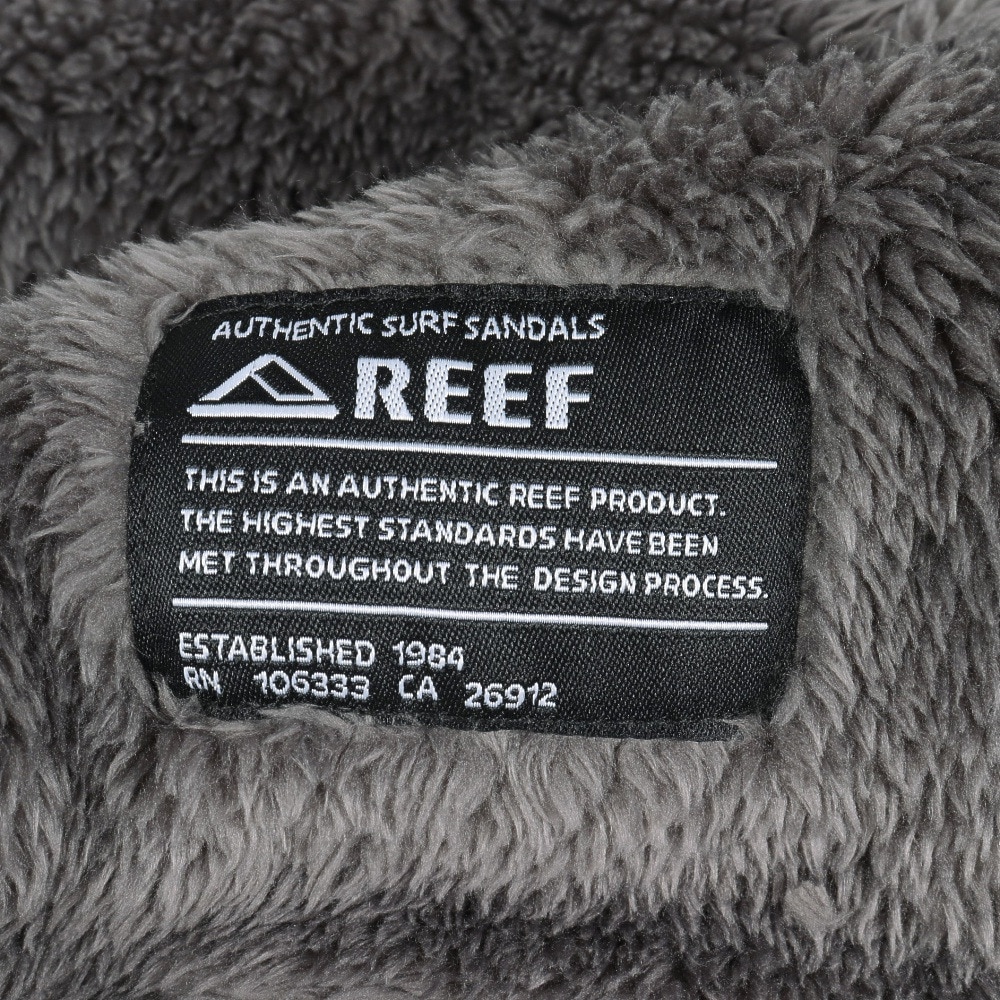 AUTHENTIC SURF SANDALS
REEF
THIS IS AN AUTHENTIC REEF PRODUCT.
THE HIGHEST STANDARDS HAVE BEEN
MET THROUGHOUT THE DESIGN PROCESS.
ESTABLISHED 1984
RN 106333 CA 26912